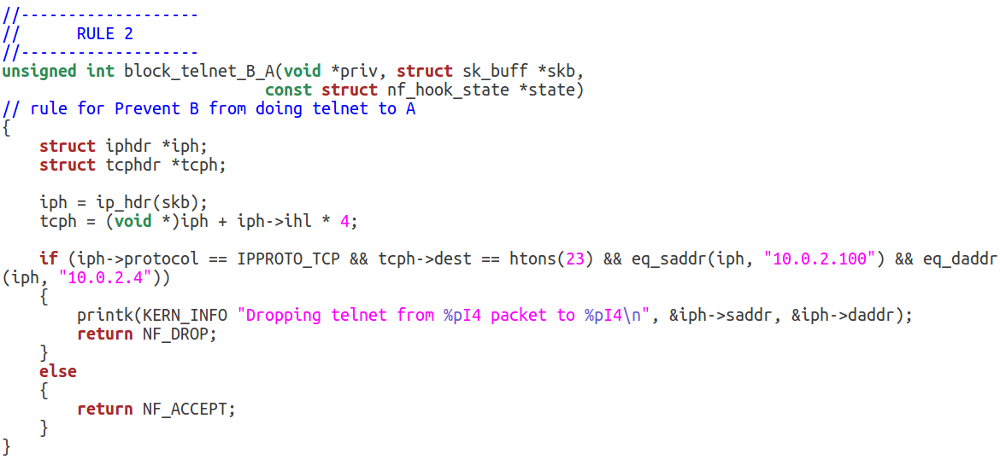 //-------------------
//      RULE 2
//-------------------
unsigned int block_telnet_B_A(void *priv, struct sk_buff *skb,
                            const struct nf_hook_state *state)
// rule for Prevent B from doing telnet to A
{
    struct iphdr *iph;
    struct tcphdr *tcph;

    iph = ip_hdr(skb);
    tcph = (void *)iph + iph->ihl * 4;

    if (iph->protocol == IPPROTO_TCP && tcph->dest == htons(23) && eq_saddr(iph, "10.0.2.100") && eq_daddr
(iph, "10.0.2.4"))
    {
        printk(KERN_INFO "Dropping telnet from %pI4 packet to %pI4\n", &iph->saddr, &iph->daddr);
        return NF_DROP;
    }
    else
    {
        return NF_ACCEPT;
    }
}